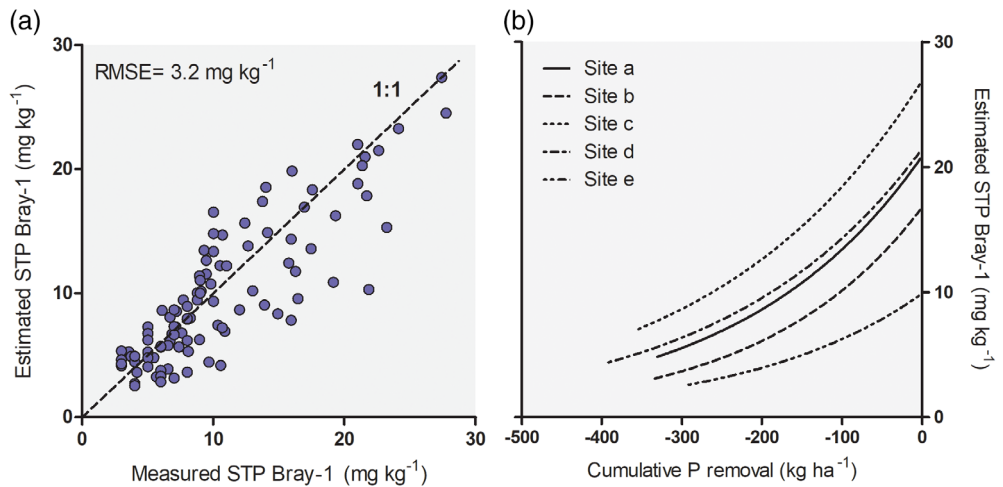 (a)
30
20
10
0
0
10
20
30
RMSE= 3.2 mg kg⁻¹
1:1
Estimated STP Bray-1 (mg kg⁻¹)
Measured STP Bray-1 (mg kg⁻¹)
(b)
Site a
Site b
Site c
Site d
Site e
30
20
10
0
-500
-400
-300
-200
-100
0
Estimated STP Bray-1 (mg kg⁻¹)
Cumulative P removal (kg ha⁻¹)